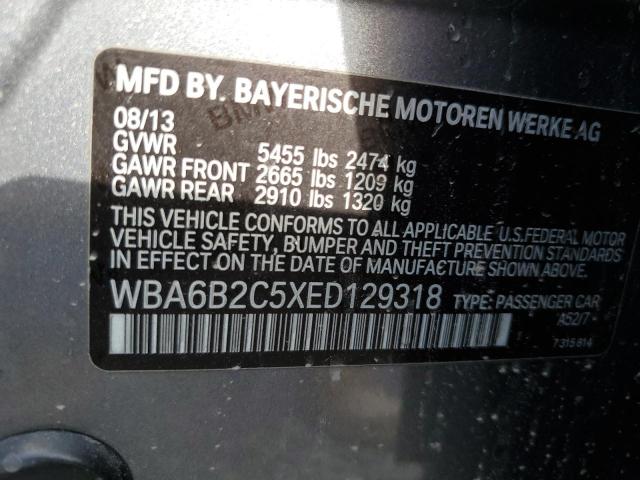 MFD BY. BAYERISCHE MOTOREN WERKE AG
08/13
GVWR 5455 lbs 2474 kg
GAWR FRONT 2665 lbs 1209 kg
GAWR REAR 2910 lbs 1320 kg
THIS VEHICLE CONFORMS TO ALL APPLICABLE U.S.FEDERAL MOTOR
VEHICLE SAFETY, BUMPER AND THEFT PREVENTION STANDARDS
IN EFFECT ON THE DATE OF MANUFACTURE SHOWN ABOVE.
WBA6B2C5XED129318 TYPE: PASSENGER CAR
A52/7
7315814